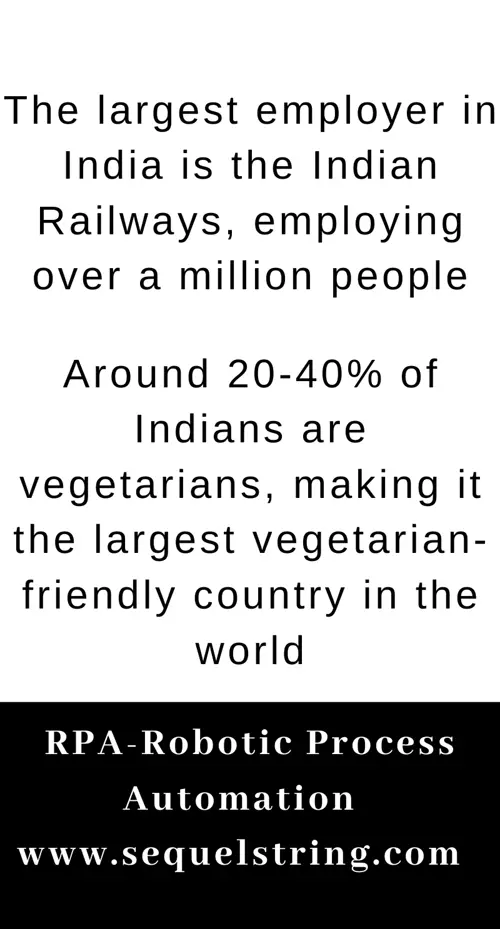 The largest employer in
India is the Indian
Railways, employing
over a million people
Around 20-40% of
Indians are
vegetarians, making it
the largest vegetarian-
friendly country in the
world
RPA-Robotic Process
Automation
www.sequelstring.com